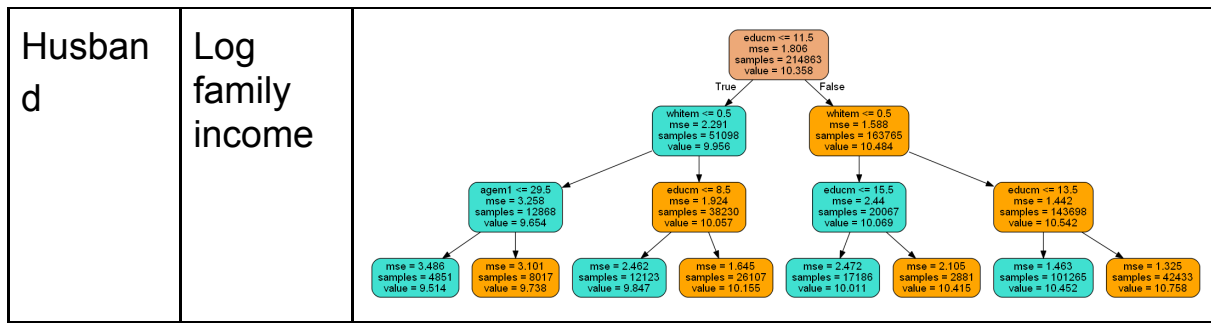 Husban
d
Log
family
income
educm <= 11.5
mse = 1.806
samples = 214863
value = 10.358
True
False
whitem <= 0.5
mse = 2.291
samples = 51098
value = 9.956
whitem <= 0.5
mse = 1.588
samples = 163765
value = 10.484
agem1 <= 29.5
mse = 3.258
samples = 12868
value = 9.654
educm <= 8.5
mse = 1.924
samples = 38230
value = 10.057
educm <= 15.5
mse = 2.44
samples = 20067
value = 10.069
educm <= 13.5
mse = 1.442
samples = 143698
value = 10.542
mse = 3.486
samples = 4851
value = 9.514
mse = 3.101
samples = 8017
value = 9.738
mse = 2.462
samples = 12123
value = 9.847
mse = 1.645
samples = 26107
value = 10.155
mse = 2.472
samples = 17186
value = 10.011
mse = 2.105
samples = 2881
value = 10.415
mse = 1.463
samples = 101265
value = 10.452
mse = 1.325
samples = 42433
value = 10.758